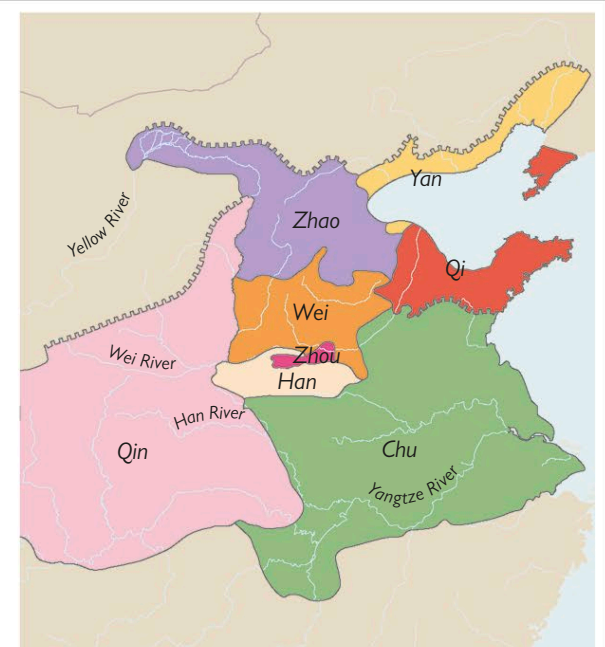 Yan
Yellow River
Zhao
Qi
Wei
Zhou
Wei River
Han
Han River
Qin
Chu
Yangtze River